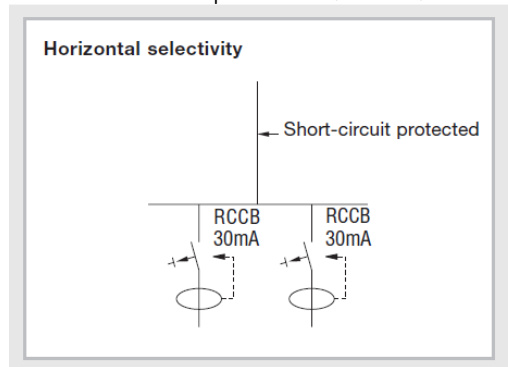 Horizontal selectivity
Short-circuit protected
RCCB
30mA
RCCB
30mA